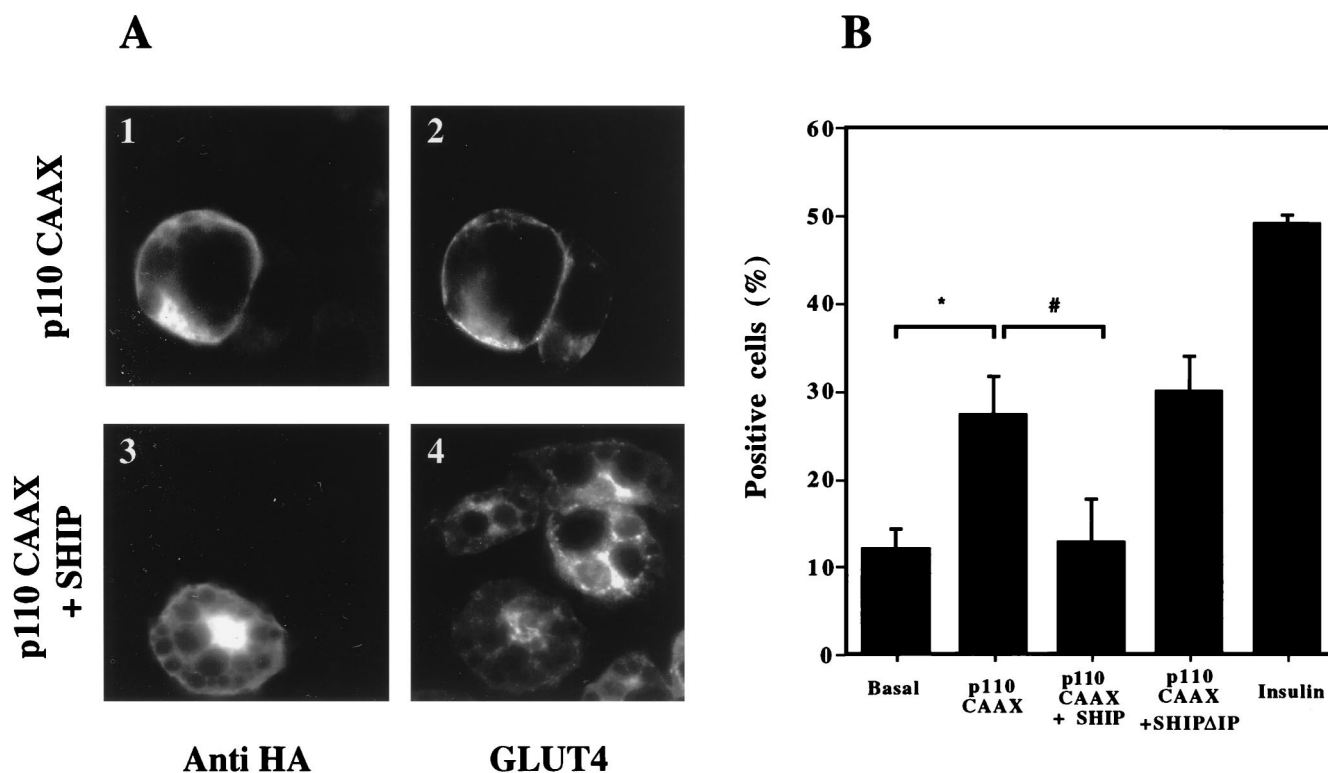 A
B
p110 CAAX
1
2
p110 CAAX
+ SHIP
3
4
Anti HA
GLUT4
Positive cells (%)
60
50
40
30
20
10
0
*
#
Basal
p110
CAAX
p110
CAAX
+ SHIP
p110
CAAX
+SHIPΔIP
Insulin